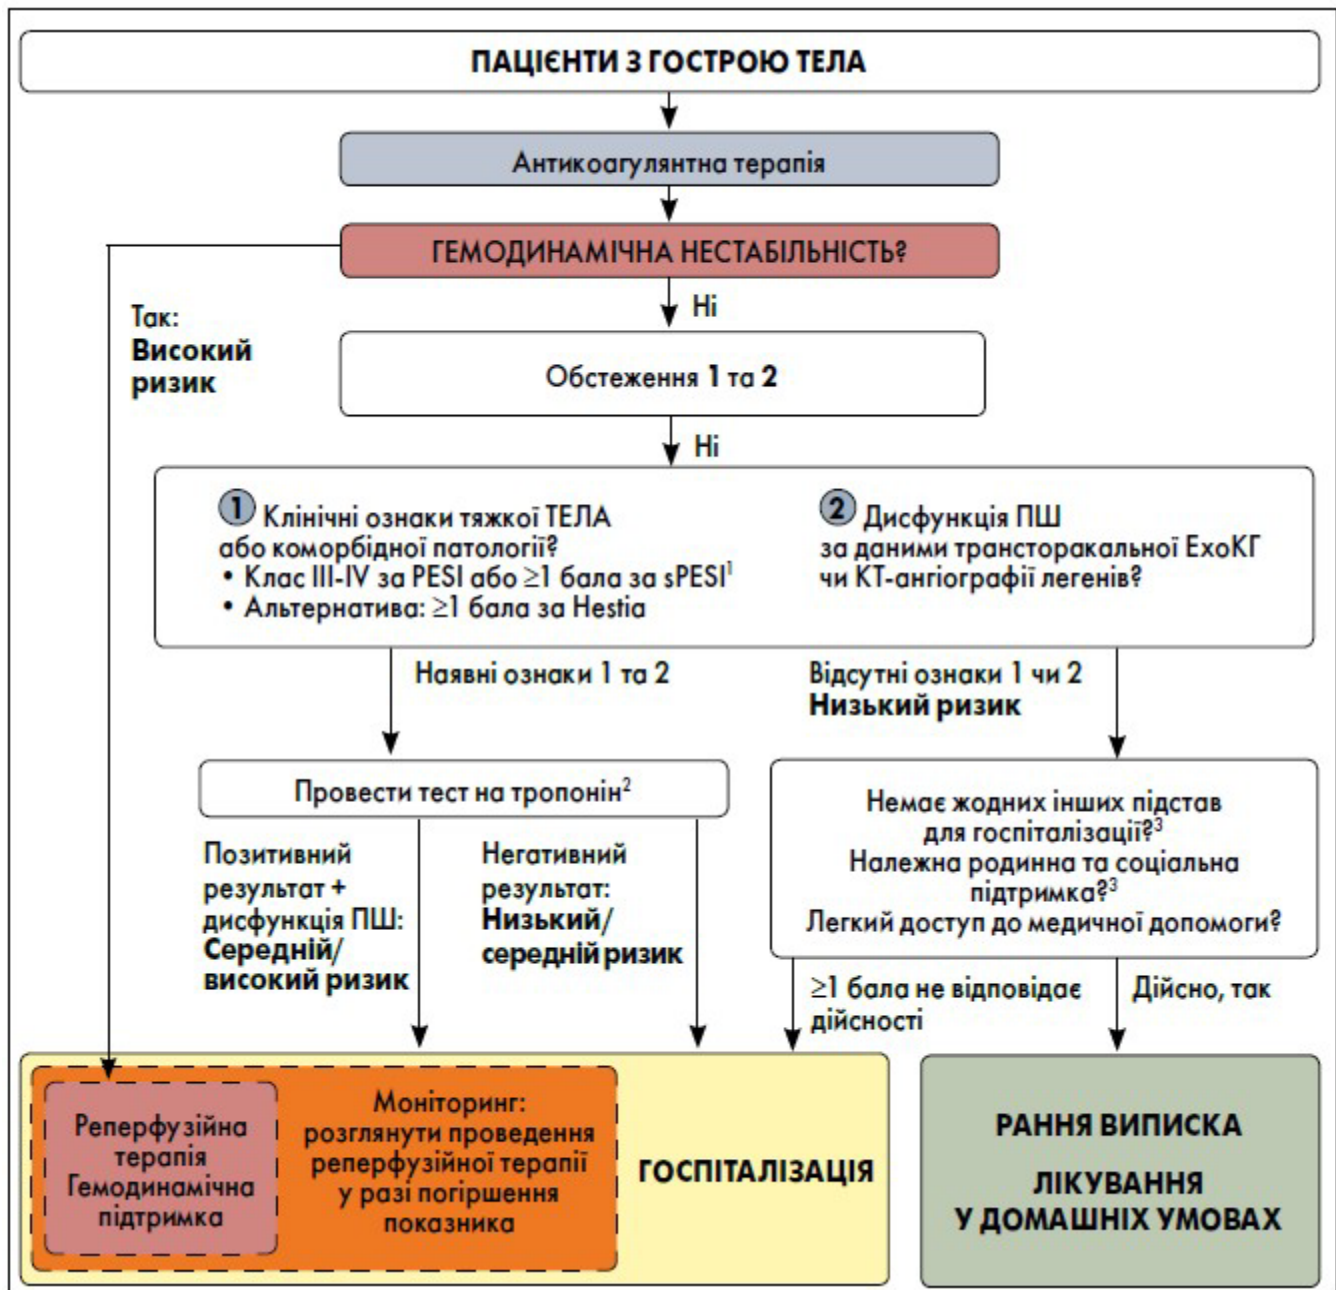 ПАЦІЄНТИ З ГОСТРОЮ ТЕЛА
Антикоагулянтна терапія
ГЕМОДИНАМІЧНА НЕСТАБІЛЬНІСТЬ?
Так:
Високий
ризик
Ні
Обстеження 1 та 2
Ні
1 Клінічні ознаки тяжкої ТЕЛА
або коморбідної патології?
• Клас III-IV за PESI або ≥1 бала за sPESI¹
• Альтернатива: ≥1 бала за Hestia
2 Дисфункція ПШ
за даними трансторакальної ЕхоКГ
чи КТ-ангіографії легенів?
Наявні ознаки 1 та 2
Відсутні ознаки 1 чи 2
Низький ризик
Провести тест на тропонін²
Позитивний
результат +
дисфункція ПШ:
Середній/
високий ризик
Негативний
результат:
Низький/
середній ризик
Немає жодних інших підстав
для госпіталізації?³
Належна родинна та соціальна
підтримка?³
Легкий доступ до медичної допомоги?
≥1 бала не відповідає
дійсності
Дійсно, так
Реперфузійна
терапія
Гемодинамічна
підтримка
Моніторинг:
розглянути проведення
реперфузійної терапії
у разі погіршення
показника
ГОСПІТАЛІЗАЦІЯ
РАННЯ ВИПИСКА
ЛІКУВАННЯ
У ДОМАШНІХ УМОВАХ